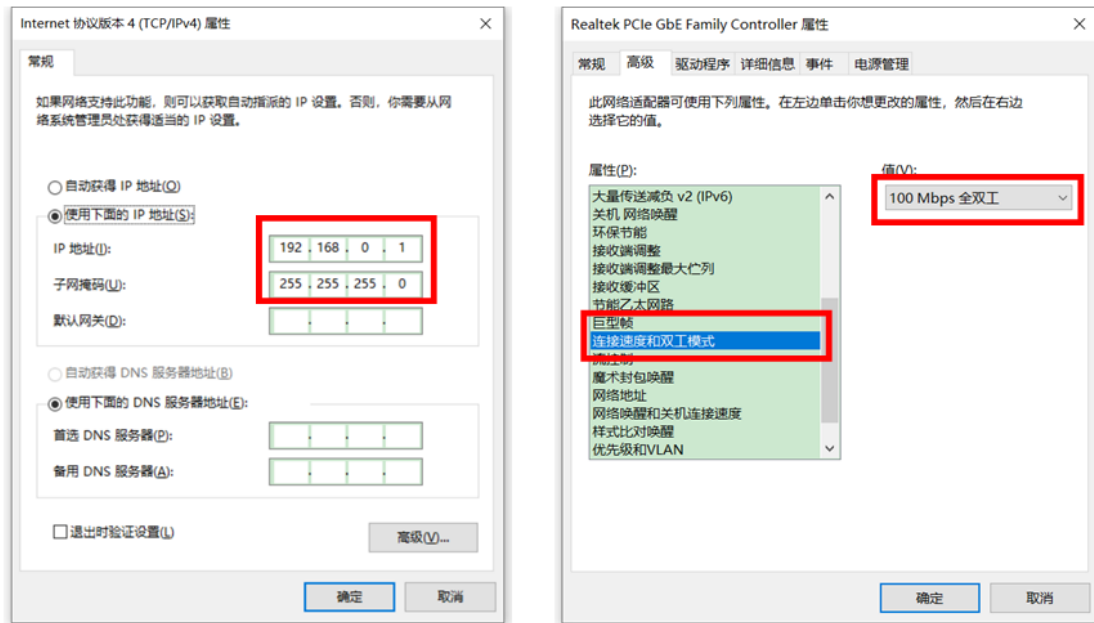 Internet 协议版本 4 (TCP/IPv4) 属性
常规
如果网络支持此功能，则可以获取自动指派的 IP 设置。否则，你需要从网
络系统管理员处获得适当的 IP 设置。
自动获得 IP 地址(O)
使用下面的 IP 地址(S):
IP 地址(I):
192 . 168 . 0 . 1
子网掩码(U):
255 . 255 . 255 . 0
默认网关(D):
. . .
自动获得 DNS 服务器地址(B)
使用下面的 DNS 服务器地址(E):
首选 DNS 服务器(P):
. . .
备用 DNS 服务器(A):
. . .
退出时验证设置(L)
高级(V)...
确定
取消
Realtek PCIe GbE Family Controller 属性
常规 高级 驱动程序 详细信息 事件 电源管理
此网络适配器可使用下列属性。在左边单击你想更改的属性，然后在右边
选择它的值。
属性(P):
大量传送减负 v2 (IPv6)
关机 网络唤醒
环保节能
接收端调整
接收端调整最大伫列
接收缓冲区
节能乙太网路
巨型帧
连接速度和双工模式
流控制
魔术封包唤醒
网络地址
网络唤醒和关机连接速度
样式比对唤醒
优先级和VLAN
值(V):
100 Mbps 全双工
确定
取消